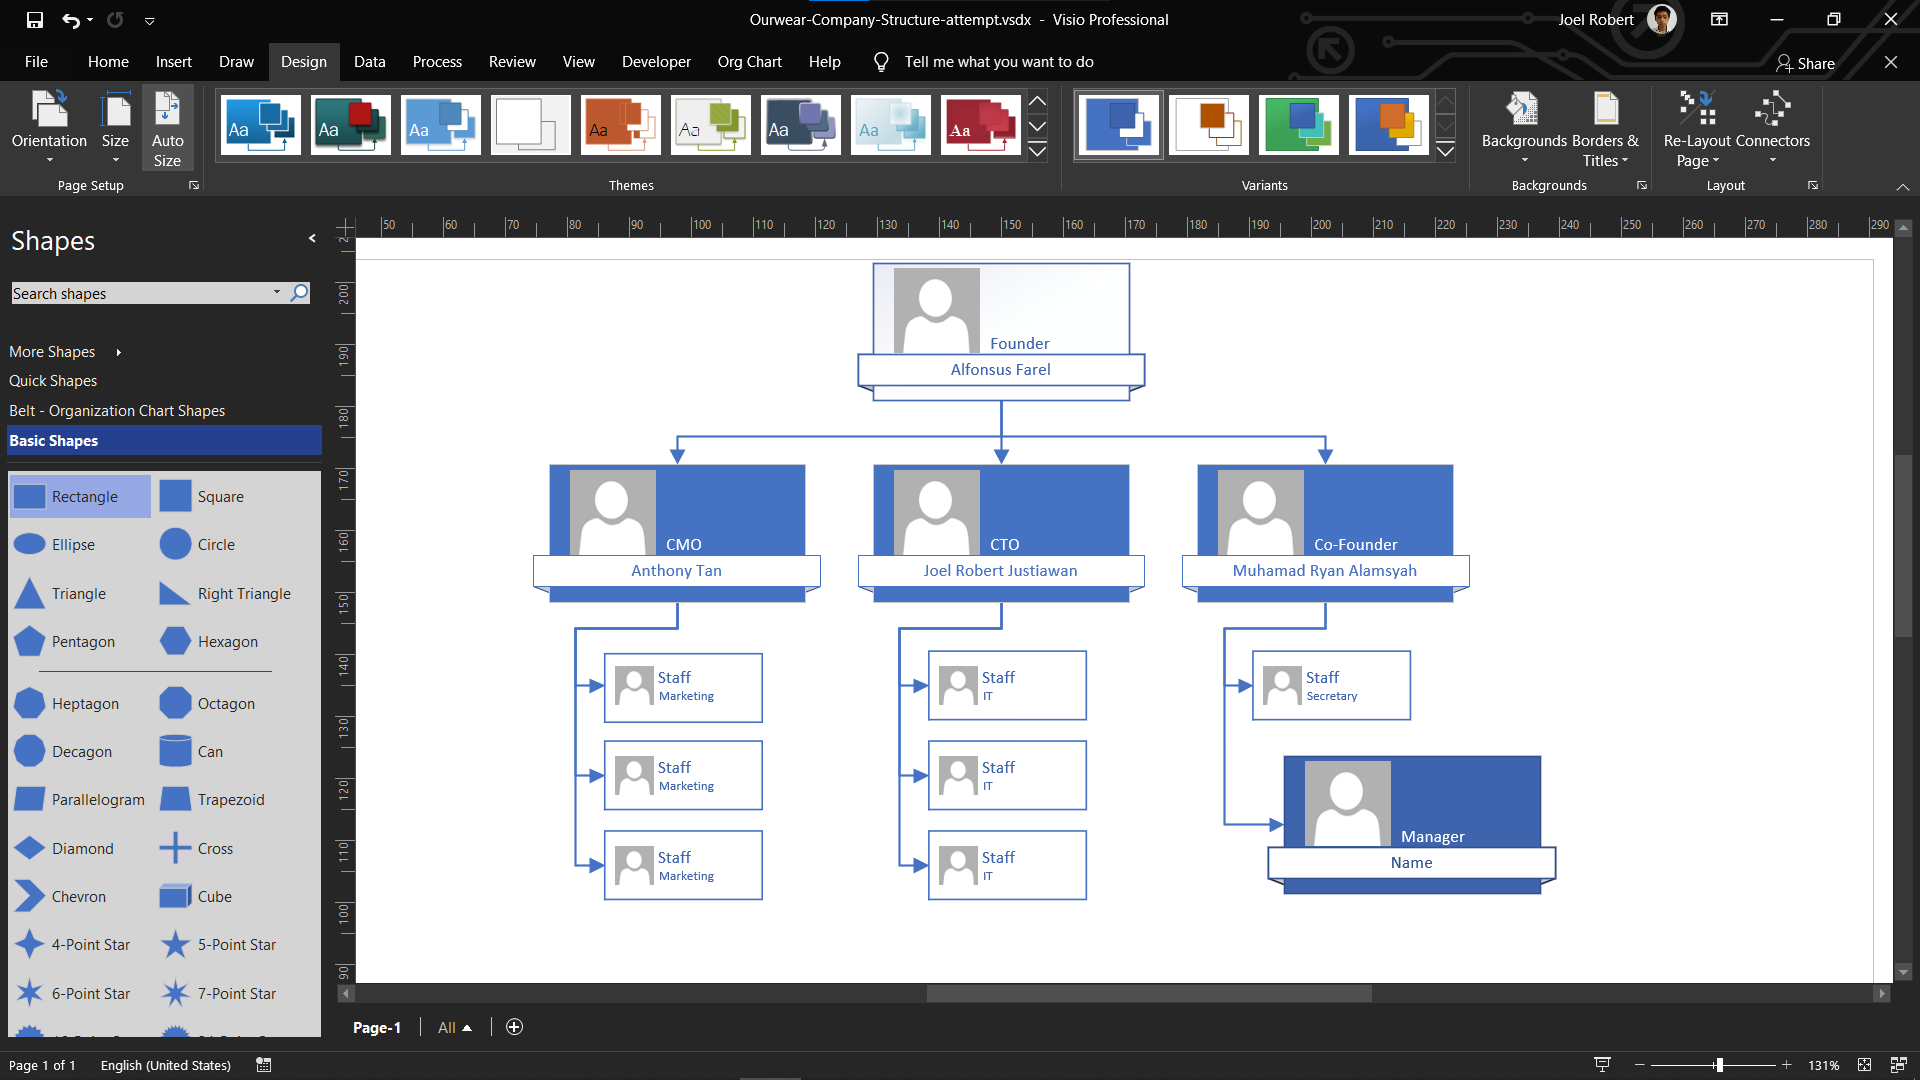 Ourwear-Company-Structure-attempt.vsdx - Visio Professional
Joel Robert
File Home Insert Draw Design Data Process Review View Developer Org Chart Help Tell me what you want to do
Share
Orientation
Size
Auto
Size
Page Setup
Aa Aa Aa Aa Aa Aa Aa Aa
Themes
Variants
Backgrounds
Borders &
Titles
Backgrounds
Re-Layout
Page
Connectors
Layout
Shapes
Search shapes
More Shapes
Quick Shapes
Belt - Organization Chart Shapes
Basic Shapes
Rectangle Square
Ellipse Circle
Triangle Right Triangle
Pentagon Hexagon
Heptagon Octagon
Decagon Can
Parallelogram Trapezoid
Diamond Cross
Chevron Cube
4-Point Star 5-Point Star
6-Point Star 7-Point Star
50 60 70 80 90 100 110 120 130 140 150 160 170 180 190 200 210 220 230 240 250 260 270 280 290
200
190
180
170
160
150
140
130
120
110
100
90
Founder
Alfonsus Farel
CMO
Anthony Tan
CTO
Joel Robert Justiawan
Co-Founder
Muhamad Ryan Alamsyah
Staff
Marketing
Staff
IT
Staff
Secretary
Staff
Marketing
Staff
IT
Staff
Marketing
Staff
IT
Manager
Name
Page-1 All
Page 1 of 1 English (United States)
131%